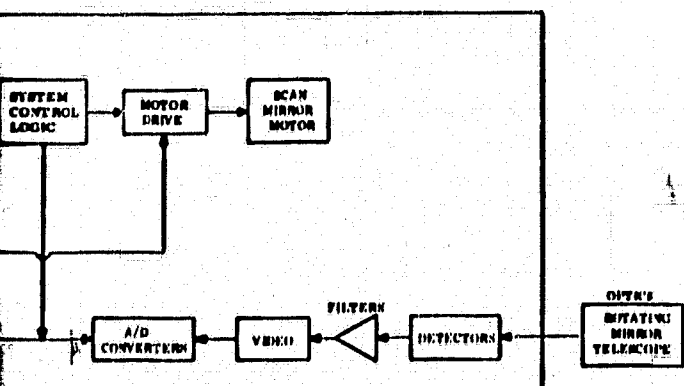 SYSTEM
CONTROL
LOGIC
MOTOR
DRIVE
SCAN
MIRROR
MOTOR
OPTICS
ROTATING
MIRROR
TELESCOPE
FILTERS
A/D
CONVERTERS
VIDEO
DETECTORS